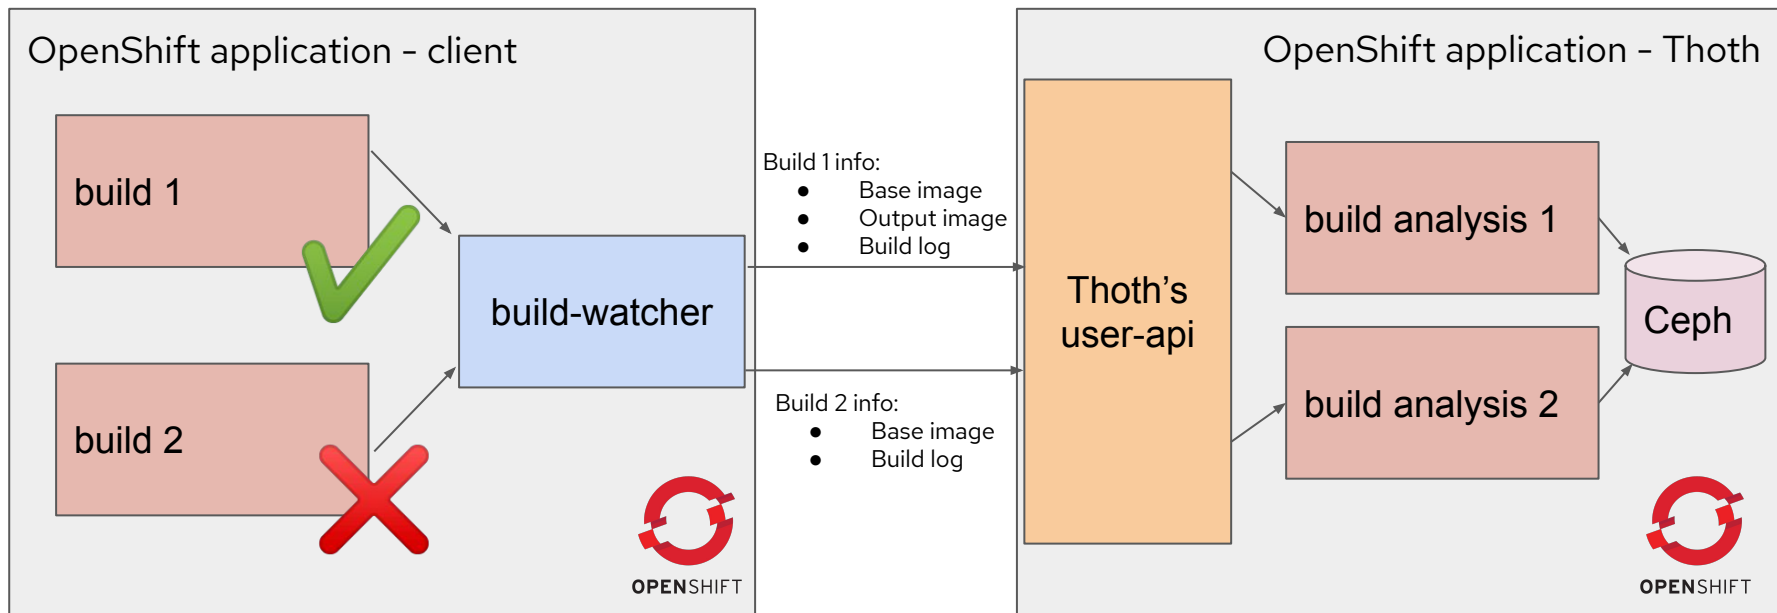 OpenShift application - client
build 1
build 2
build-watcher
OPENSHIFT
Build 1 info:
● Base image
● Output image
● Build log
Build 2 info:
● Base image
● Build log
OpenShift application - Thoth
Thoth’s
user-api
build analysis 1
build analysis 2
Ceph
OPENSHIFT